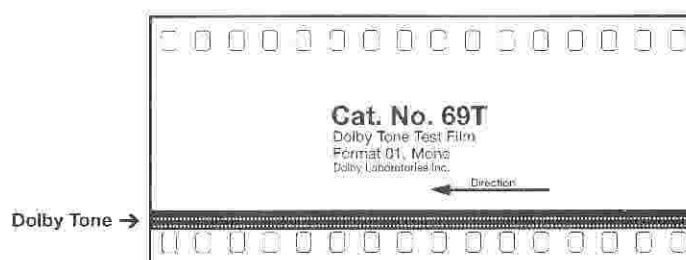 Cat. No. 69T
Dolby Tone Test Film
Format 01, Mono
Dolby Laboratories Inc.
Direction
Dolby Tone →